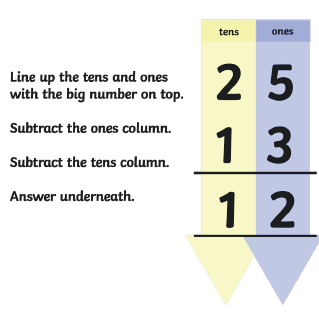 tens ones
Line up the tens and ones
with the big number on top.
2 5
Subtract the ones column.
1 3
Subtract the tens column.
Answer underneath.
1 2